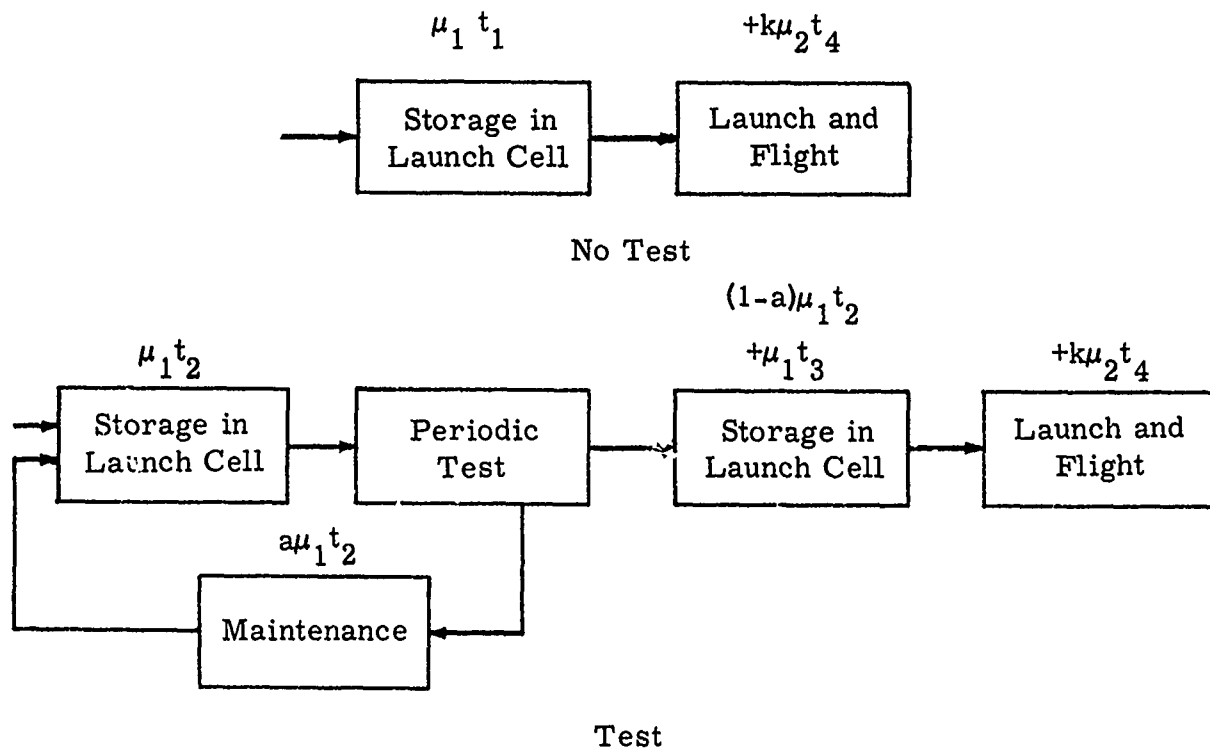 μ₁ t₁
+kμ₂t₄
Storage in
Launch Cell
Launch and
Flight
No Test
μ₁t₂
(1-a)μ₁t₂
+μ₁t₃
+kμ₂t₄
Storage in
Launch Cell
Periodic
Test
Storage in
Launch Cell
Launch and
Flight
aμ₁t₂
Maintenance
Test